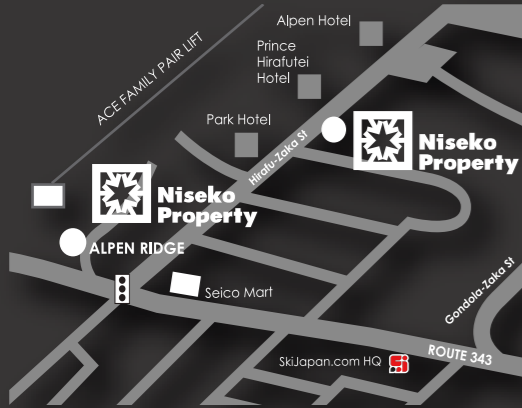 Alpen Hotel
Prince
Hirafutei
Hotel
ACE FAMILY PAIR LIFT
Park Hotel
Hirafu-Zaka St
Niseko
Property
Niseko
Property
ALPEN RIDGE
Seico Mart
Gondola-Zaka St
ROUTE 343
SkiJapan.com HQ